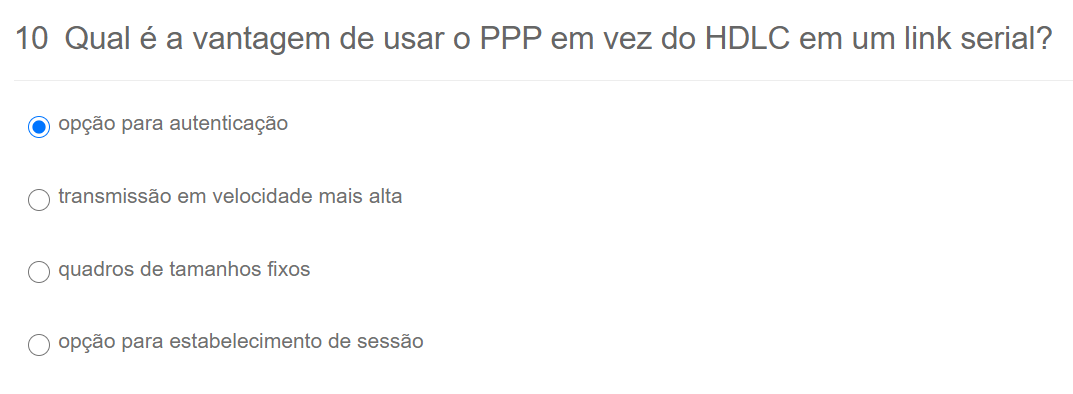 10 Qual é a vantagem de usar o PPP em vez do HDLC em um link serial?
opção para autenticação
transmissão em velocidade mais alta
quadros de tamanhos fixos
opção para estabelecimento de sessão